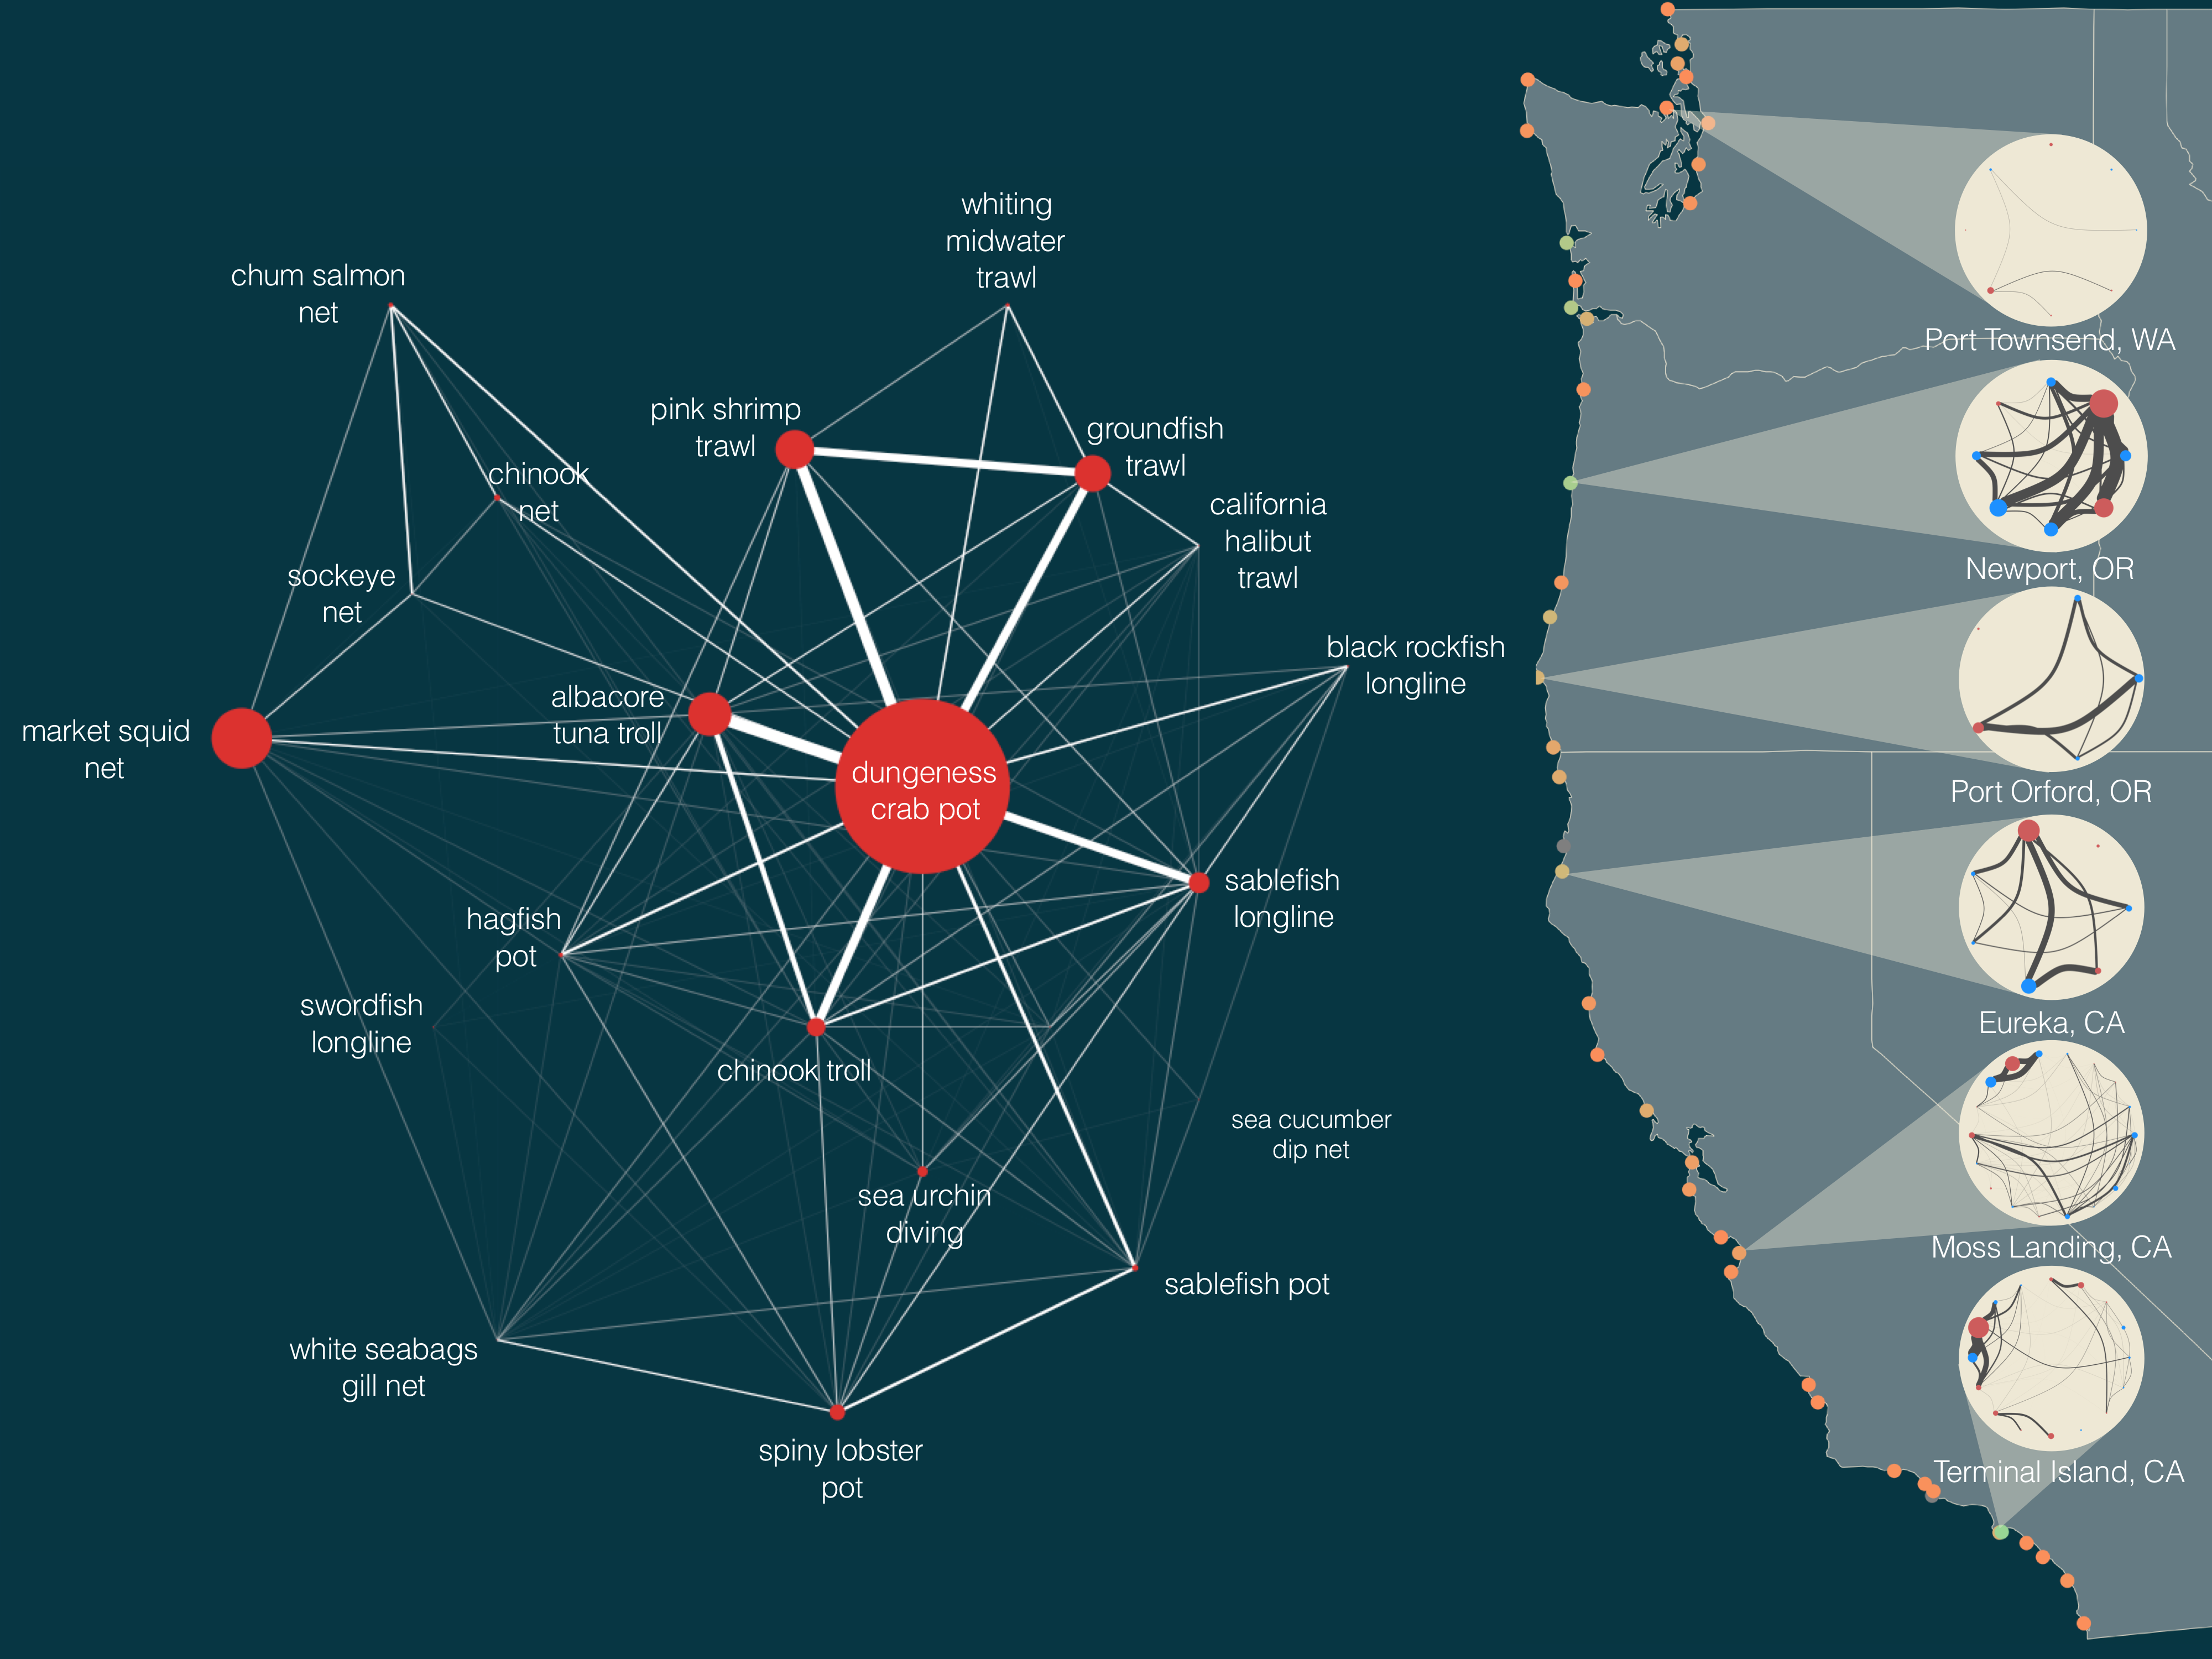 whiting
midwater
trawl
chum salmon
net
pink shrimp
trawl
groundfish
trawl
chinook
net
california
halibut
trawl
sockeye
net
black rockfish
longline
albacore
tuna troll
market squid
net
dungeness
crab pot
sablefish
longline
hagfish
pot
swordfish
longline
chinook troll
sea cucumber
dip net
sea urchin
diving
sablefish pot
white seabags
gill net
spiny lobster
pot
Port Townsend, WA
Newport, OR
Port Orford, OR
Eureka, CA
Moss Landing, CA
Terminal Island, CA